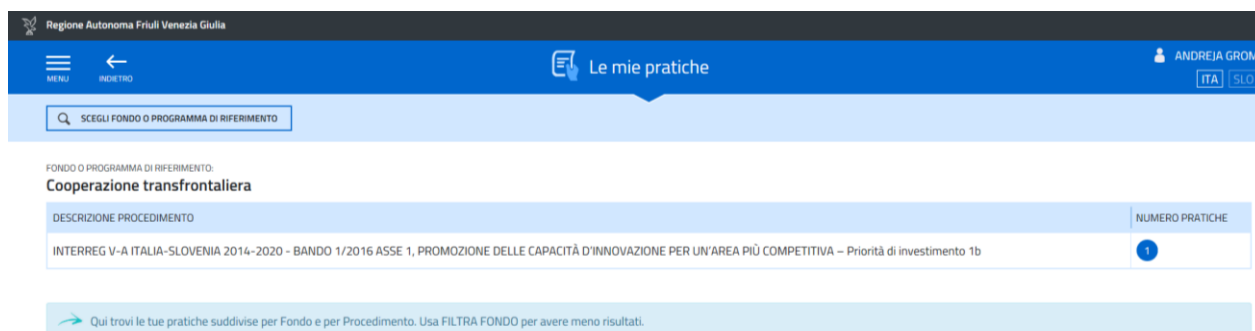 Regione Autonoma Friuli Venezia Giulia
MENU
INDIETRO
Le mie pratiche
ANDREJA GROM
ITA SLO
SCEGLI FONDO O PROGRAMMA DI RIFERIMENTO
FONDO O PROGRAMMA DI RIFERIMENTO:
Cooperazione transfrontaliera
DESCRIZIONE PROCEDIMENTO NUMERO PRATICHE
INTERREG V-A ITALIA-SLOVENIA 2014-2020 - BANDO 1/2016 ASSE 1, PROMOZIONE DELLE CAPACITÀ D'INNOVAZIONE PER UN'AREA PIÙ COMPETITIVA – Priorità di investimento 1b 1
Qui trovi le tue pratiche suddivise per Fondo e per Procedimento. Usa FILTRA FONDO per avere meno risultati.